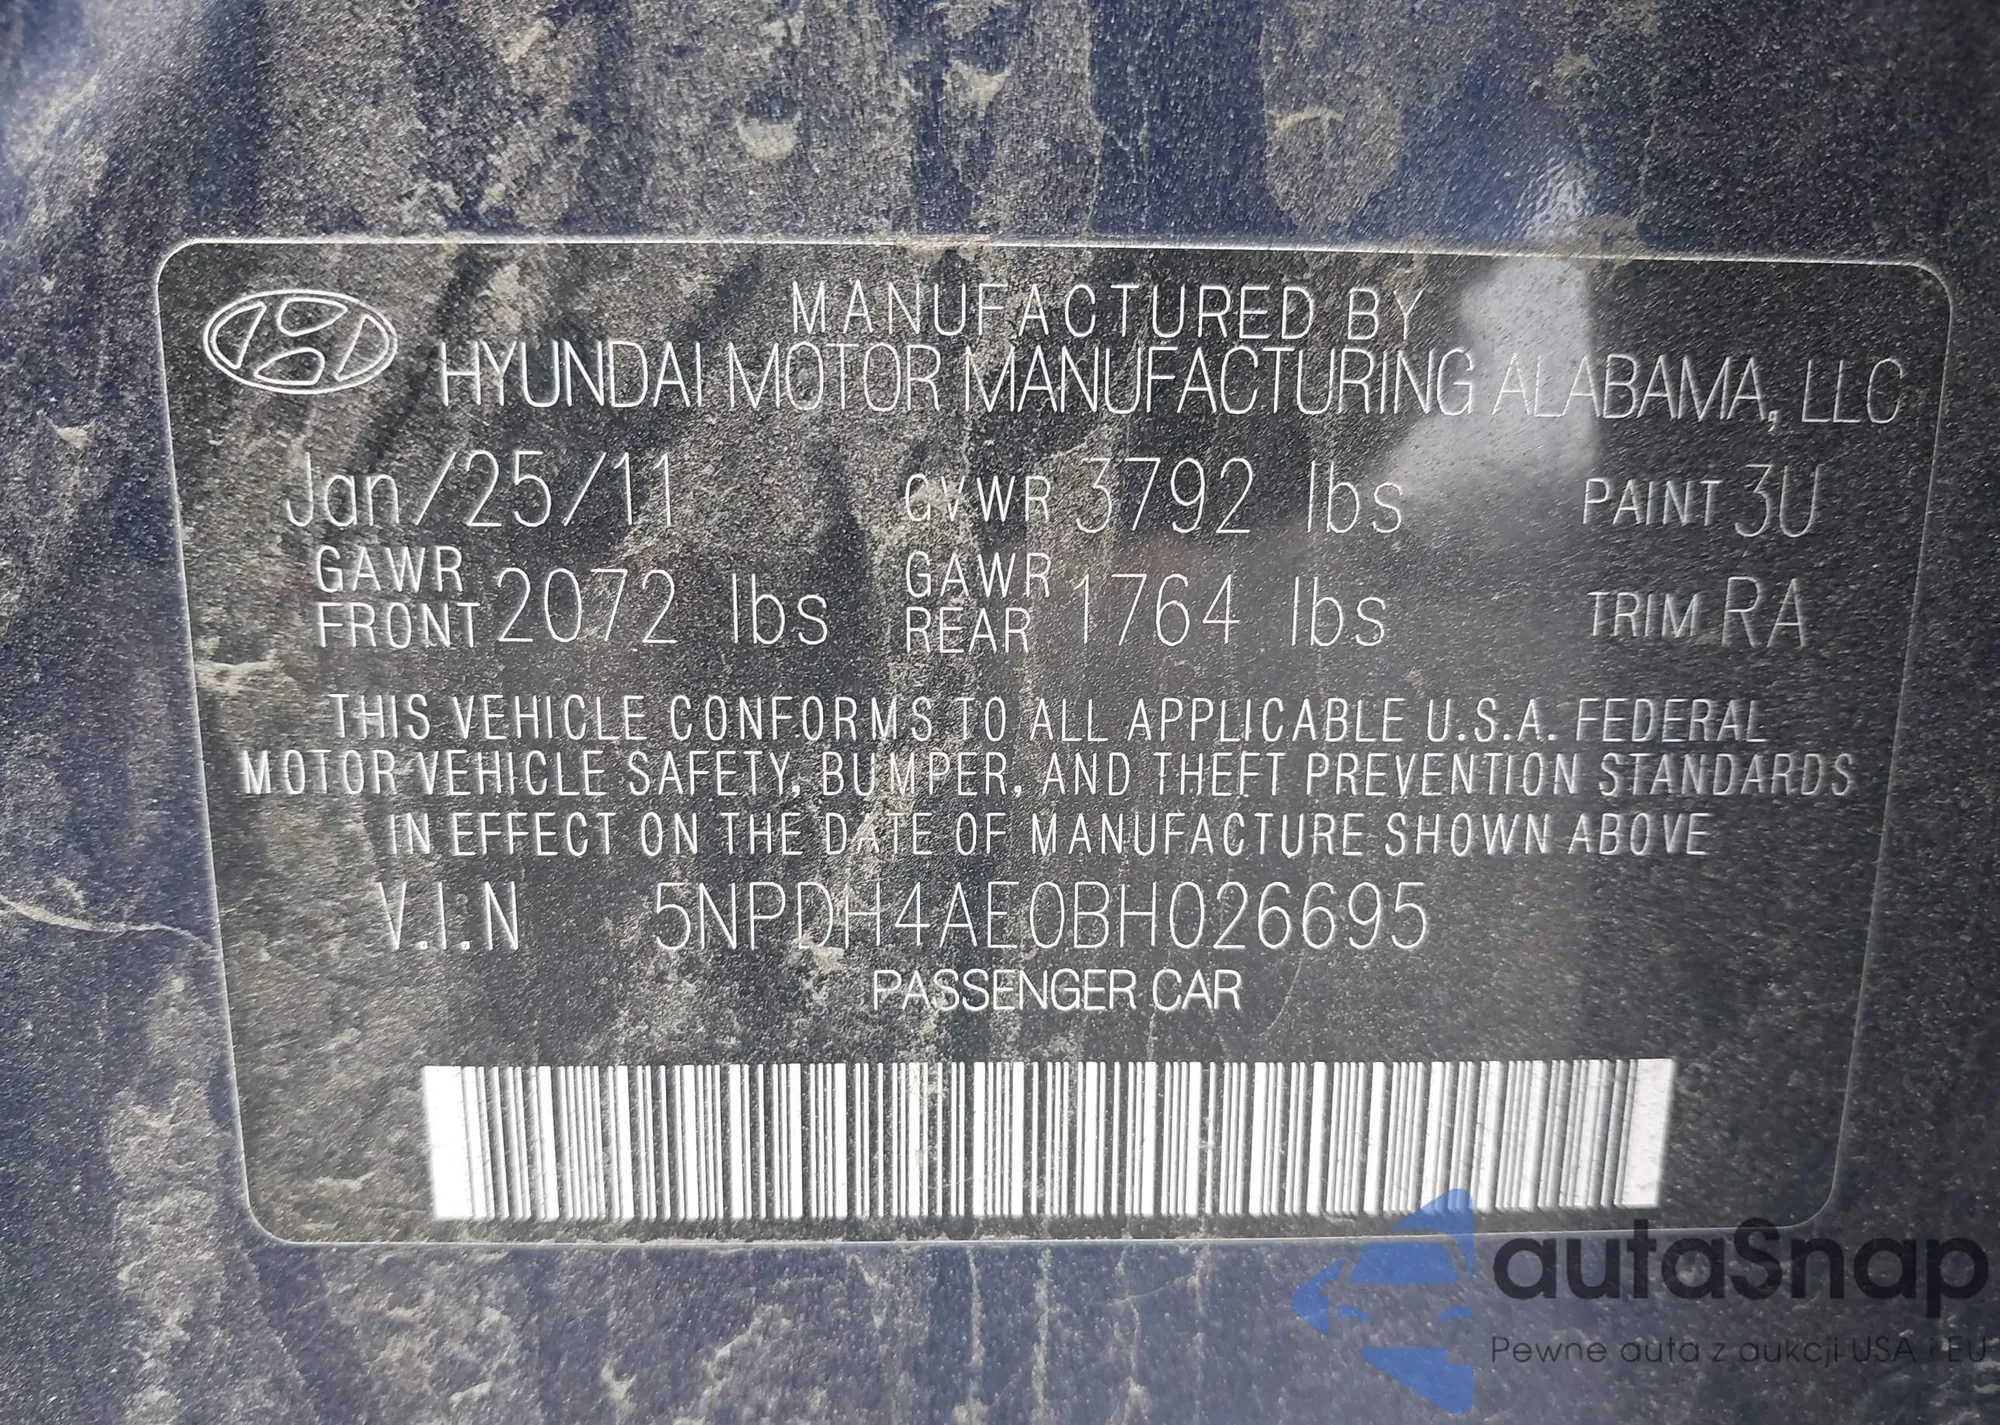 MANUFACTURED BY
HYUNDAI MOTOR MANUFACTURING ALABAMA, LLC
Jan/25/11 GVWR 3792 lbs PAINT 3U
GAWR FRONT 2072 lbs GAWR REAR 1764 lbs TRIM RA
THIS VEHICLE CONFORMS TO ALL APPLICABLE U.S.A. FEDERAL
MOTOR VEHICLE SAFETY, BUMPER, AND THEFT PREVENTION STANDARDS
IN EFFECT ON THE DATE OF MANUFACTURE SHOWN ABOVE
V.I.N 5NPDH4AE0BH026695
PASSENGER CAR
autaSnap
Pewne auta z aukcji USA i EU